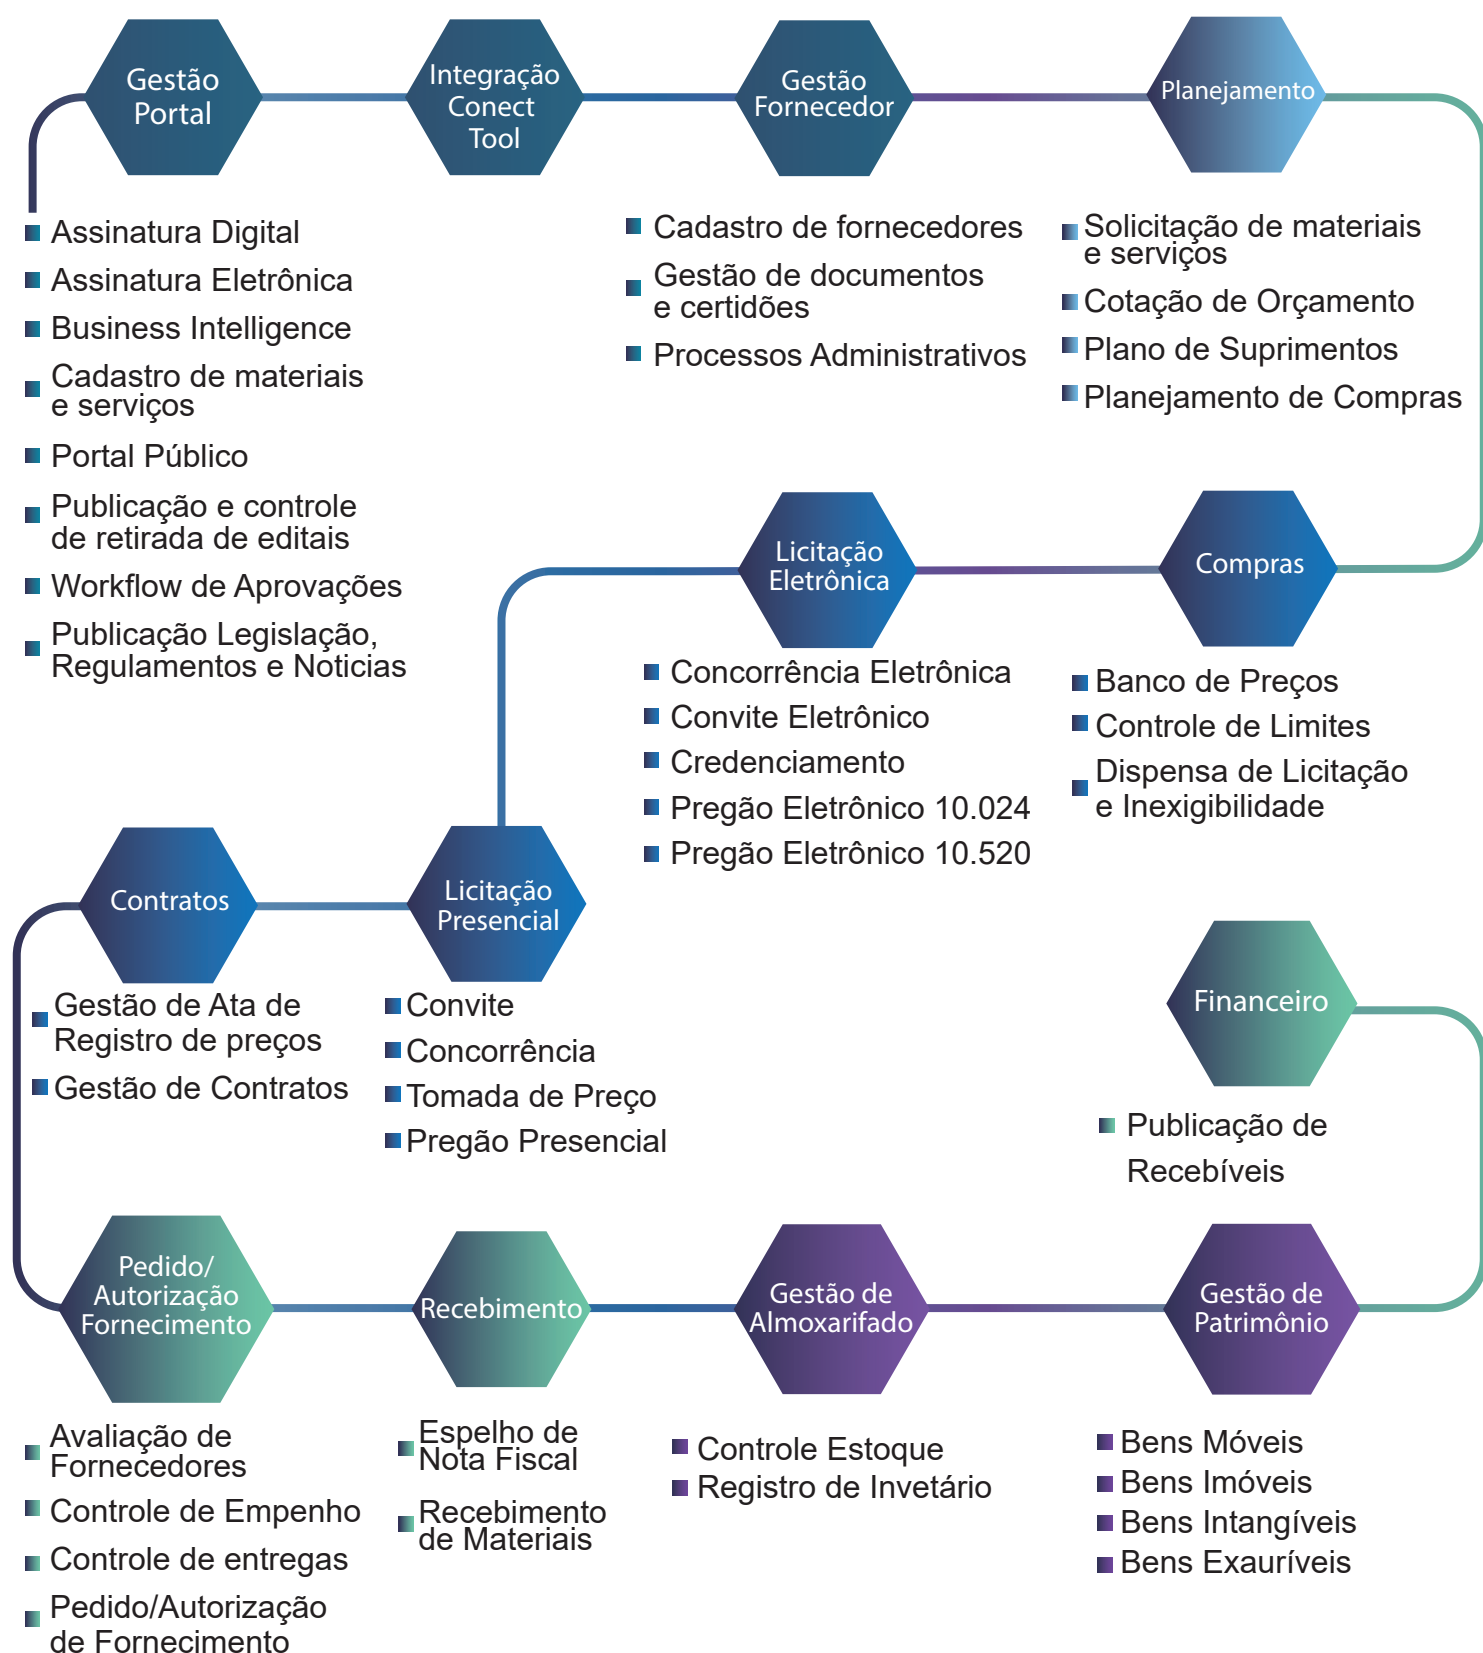 Gestão
Portal
Integração
Conect
Tool
Gestão
Fornecedor
Planejamento
Assinatura Digital
Assinatura Eletrônica
Business Intelligence
Cadastro de materiais
e serviços
Portal Público
Publicação e controle
de retirada de editais
Workflow de Aprovações
Publicação Legislação,
Regulamentos e Noticias
Cadastro de fornecedores
Gestão de documentos
e certidões
Processos Administrativos
Solicitação de materiais
e serviços
Cotação de Orçamento
Plano de Suprimentos
Planejamento de Compras
Licitação
Eletrônica
Compras
Concorrência Eletrônica
Convite Eletrônico
Credenciamento
Pregão Eletrônico 10.024
Pregão Eletrônico 10.520
Banco de Preços
Controle de Limites
Dispensa de Licitação
e Inexigibilidade
Contratos
Licitação
Presencial
Gestão de Ata de
Registro de preços
Gestão de Contratos
Convite
Concorrência
Tomada de Preço
Pregão Presencial
Financeiro
Publicação de
Recebíveis
Pedido/
Autorização
Fornecimento
Recebimento
Gestão de
Almoxarifado
Gestão de
Patrimônio
Avaliação de
Fornecedores
Controle de Empenho
Controle de entregas
Pedido/Autorização
de Fornecimento
Espelho de
Nota Fiscal
Recebimento
de Materiais
Controle Estoque
Registro de Invetário
Bens Móveis
Bens Imóveis
Bens Intangíveis
Bens Exauríveis